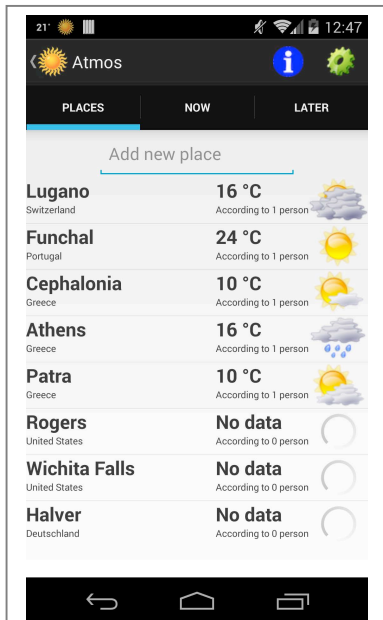 21° 12:47
Atmos
PLACES NOW LATER
Add new place
Lugano 16 °C
Switzerland According to 1 person
Funchal 24 °C
Portugal According to 1 person
Cephalonia 10 °C
Greece According to 1 person
Athens 16 °C
Greece According to 1 person
Patra 10 °C
Greece According to 1 person
Rogers No data
United States According to 0 person
Wichita Falls No data
United States According to 0 person
Halver No data
Deutschland According to 0 person